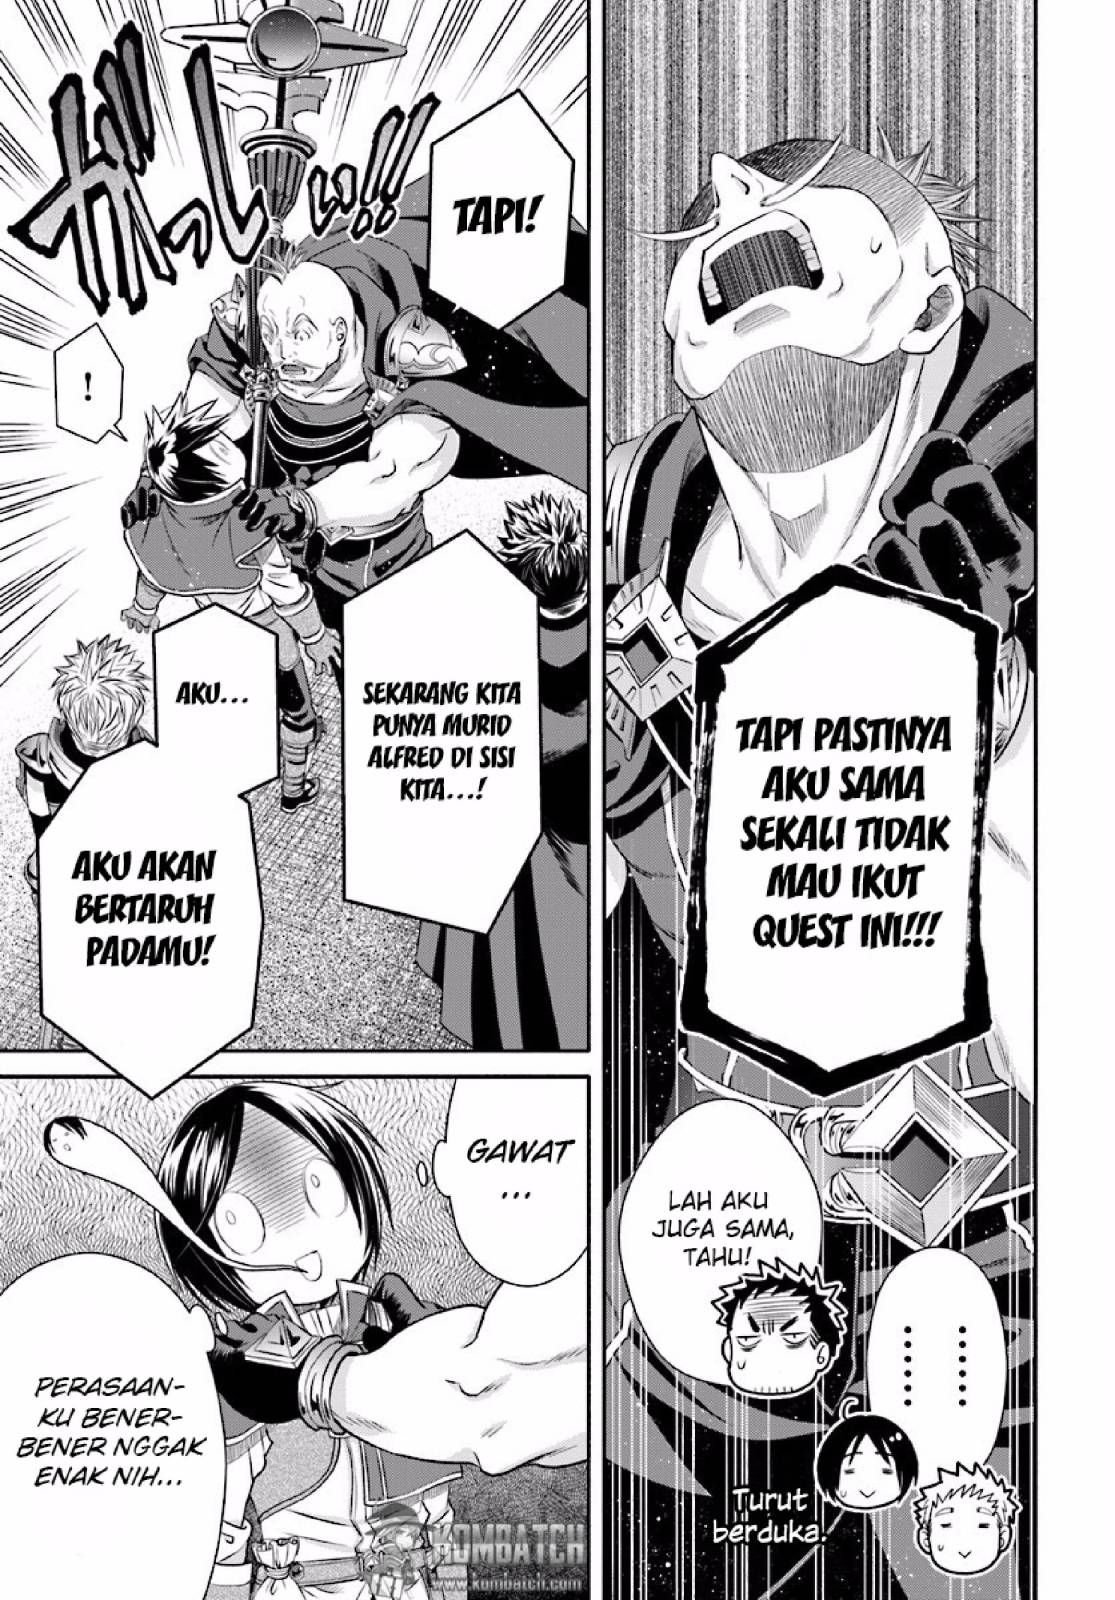 TAPI PASTINYA
AKU SAMA
SEKALI TIDAK
MAU IKUT
QUEST INI!!!
LAH AKU
JUGA SAMA,
TAHU!
......
......
Turut
berduka.
TAPI!
ガっしぃ!!
!
SEKARANG KITA
PUNYA MURID
ALFRED DI SISI
KITA...!
AKU...
AKU AKAN
BERTARUH
PADAMU!
GAWAT
...
PERASAAN-
KU BENER-
BENER NGGAK
ENAK NIH...
KOMBATCH
www.kombatch.com